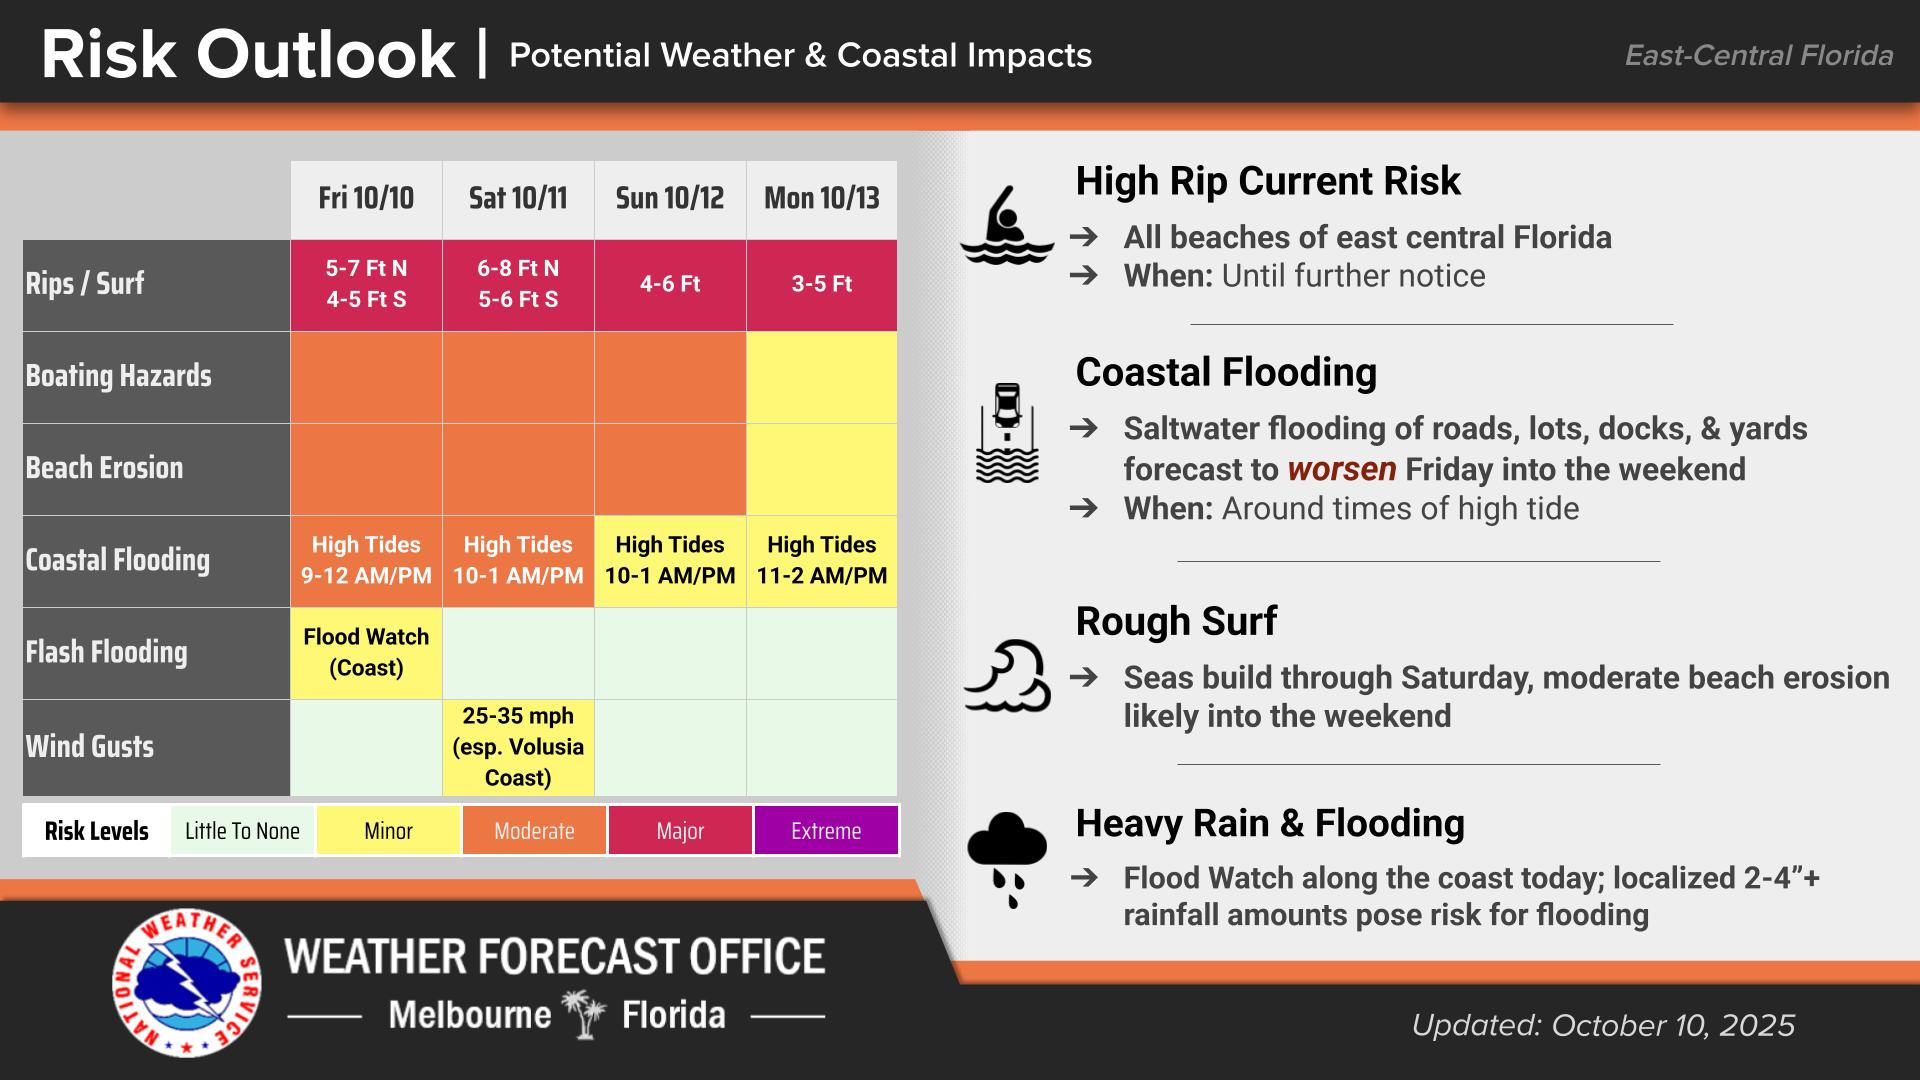 Risk Outlook | Potential Weather & Coastal Impacts
East-Central Florida
Fri 10/10 Sat 10/11 Sun 10/12 Mon 10/13
Rips / Surf
5-7 Ft N
4-5 Ft S
6-8 Ft N
5-6 Ft S
4-6 Ft
3-5 Ft
Boating Hazards
Beach Erosion
Coastal Flooding
High Tides
9-12 AM/PM
High Tides
10-1 AM/PM
High Tides
10-1 AM/PM
High Tides
11-2 AM/PM
Flash Flooding
Flood Watch
(Coast)
Wind Gusts
25-35 mph
(esp. Volusia
Coast)
Risk Levels Little To None Minor Moderate Major Extreme
High Rip Current Risk
➔ All beaches of east central Florida
➔ When: Until further notice
Coastal Flooding
➔ Saltwater flooding of roads, lots, docks, & yards
forecast to worsen Friday into the weekend
➔ When: Around times of high tide
Rough Surf
➔ Seas build through Saturday, moderate beach erosion
likely into the weekend
Heavy Rain & Flooding
➔ Flood Watch along the coast today; localized 2-4”+
rainfall amounts pose risk for flooding
NATIONAL WEATHER SERVICE
WEATHER FORECAST OFFICE
Melbourne Florida
Updated: October 10, 2025